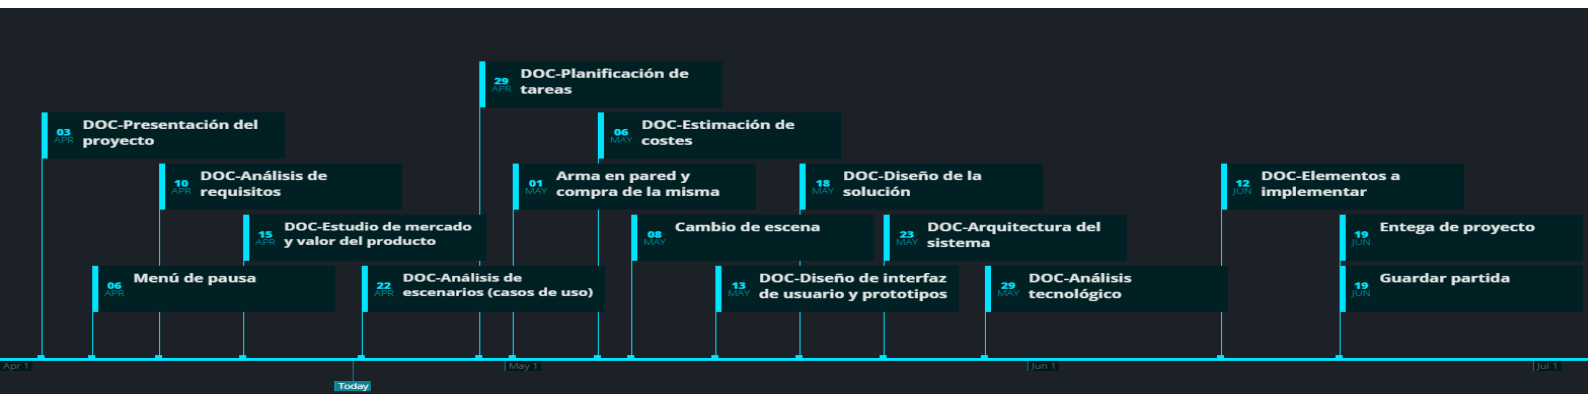 29
APR
DOC-Planificación de
tareas
03
APR
DOC-Presentación del
proyecto
06
MAY
DOC-Estimación de
costes
10
APR
DOC-Análisis de
requisitos
01
MAY
Arma en pared y
compra de la misma
18
MAY
DOC-Diseño de la
solución
12
JUN
DOC-Elementos a
implementar
15
APR
DOC-Estudio de mercado
y valor del producto
08
MAY
Cambio de escena
23
MAY
DOC-Arquitectura del
sistema
19
JUN
Entega de proyecto
06
APR
Menú de pausa
22
APR
DOC-Análisis de
escenarios (casos de uso)
13
MAY
DOC-Diseño de interfaz
de usuario y prototipos
29
MAY
DOC-Análisis
tecnológico
19
JUN
Guardar partida
Apr 1
May 1
Jun 1
Jul 1
Today